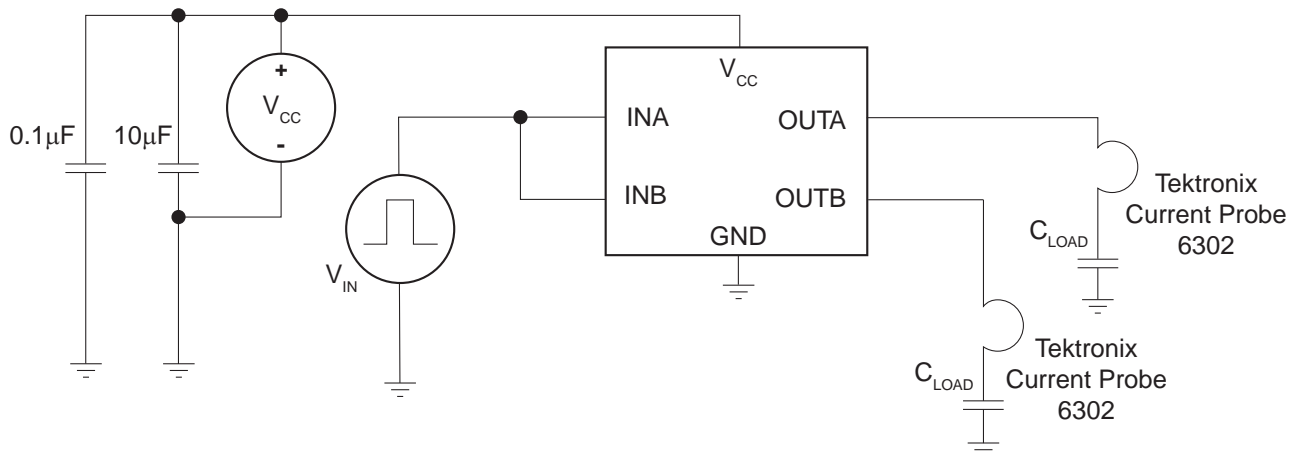 0.1μF
10μF
+
V_CC
-
V_IN
V_CC
INA
INB
OUTA
OUTB
GND
C_LOAD
Tektronix
Current Probe
6302
C_LOAD
Tektronix
Current Probe
6302